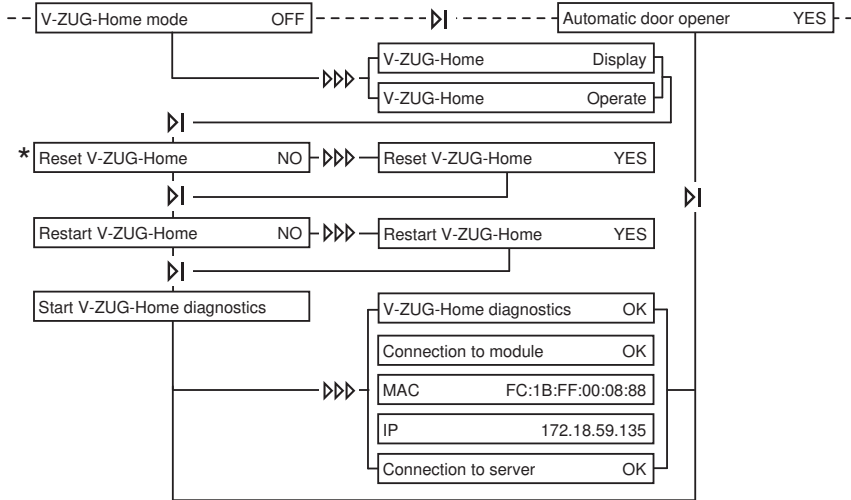 V-ZUG-Home mode OFF
Automatic door opener YES
V-ZUG-Home Display
V-ZUG-Home Operate
* Reset V-ZUG-Home NO
Reset V-ZUG-Home YES
Restart V-ZUG-Home NO
Restart V-ZUG-Home YES
Start V-ZUG-Home diagnostics
V-ZUG-Home diagnostics OK
Connection to module OK
MAC FC:1B:FF:00:08:88
IP 172.18.59.135
Connection to server OK